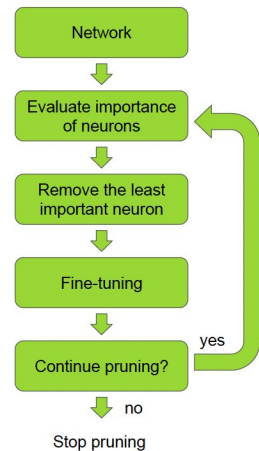 Network
Evaluate importance
of neurons
Remove the least
important neuron
Fine-tuning
yes
Continue pruning?
no
Stop pruning